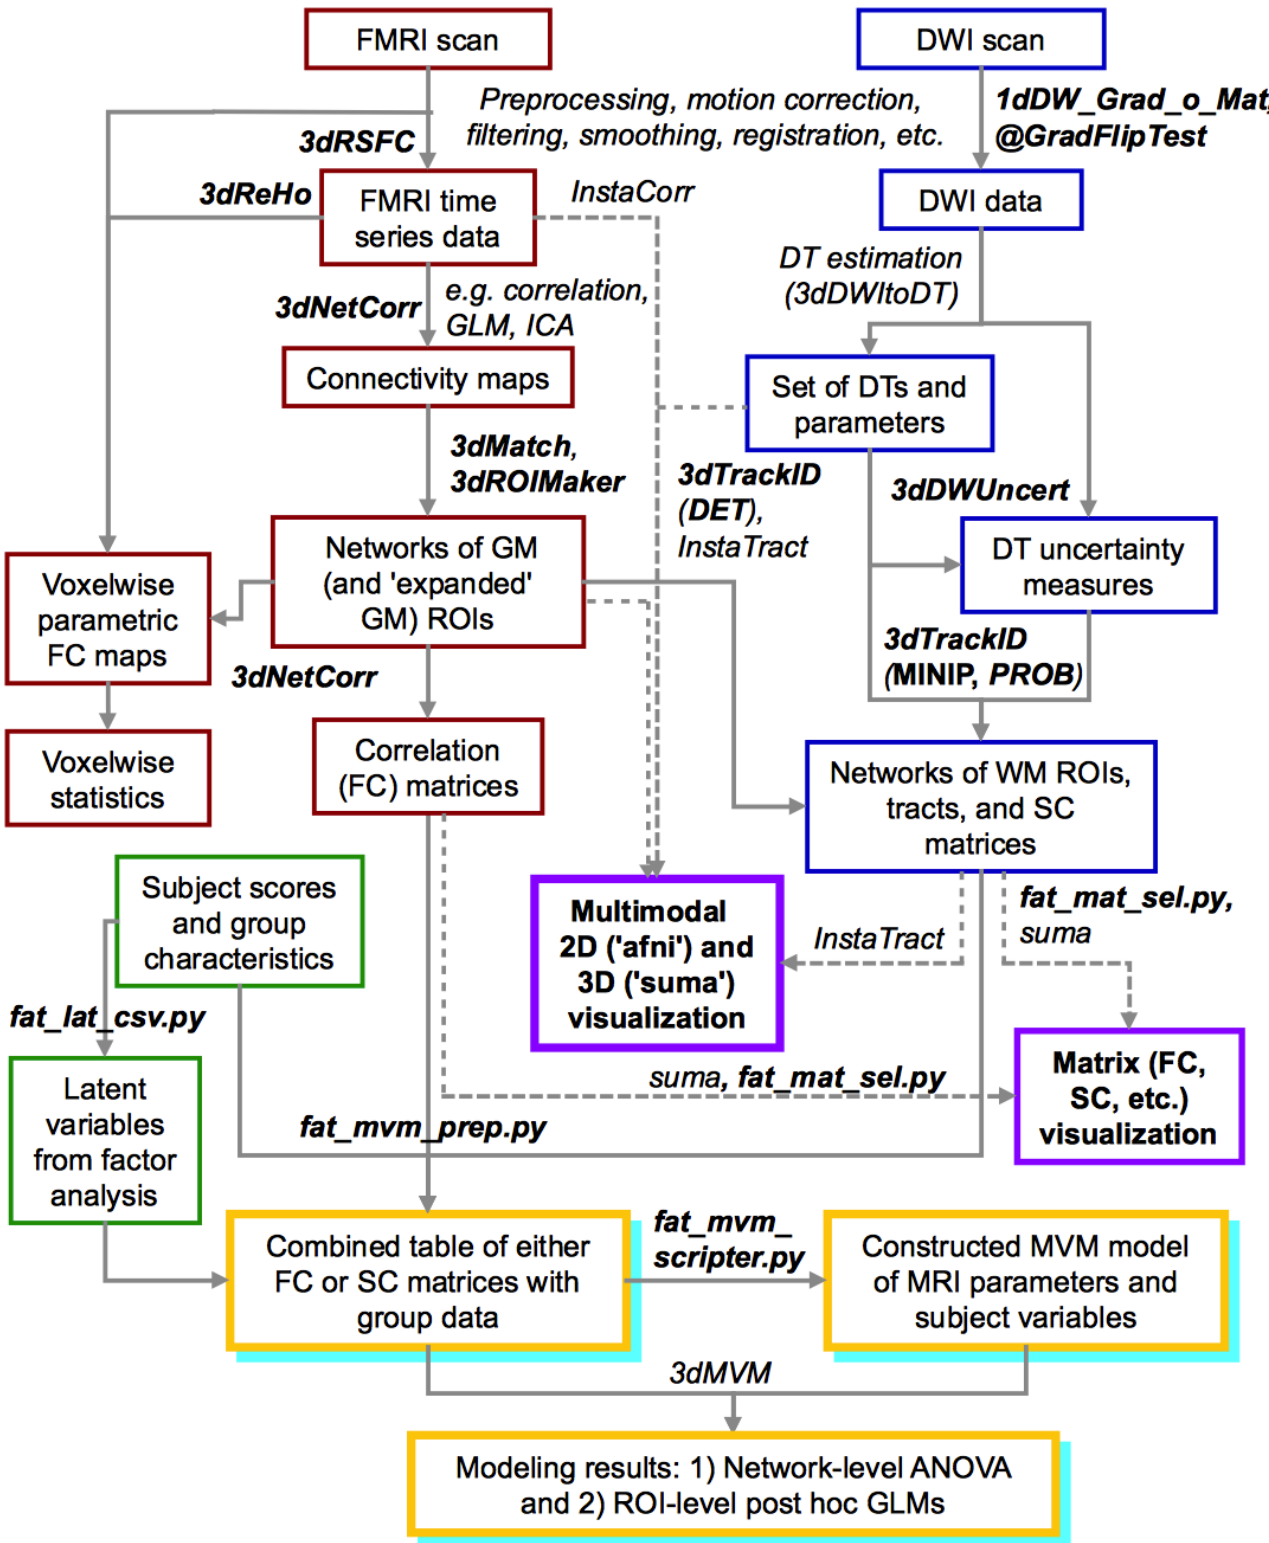 FMRI scan
DWI scan
Preprocessing, motion correction,
filtering, smoothing, registration, etc.
1dDW_Grad_o_Mat,
@GradFlipTest
3dRSFC
3dReHo
FMRI time
series data
InstaCorr
DWI data
DT estimation
(3dDWItoDT)
3dNetCorr
e.g. correlation,
GLM, ICA
Connectivity maps
Set of DTs and
parameters
3dMatch,
3dROIMaker
3dTrackID
(DET),
InstaTract
3dDWUncert
Networks of GM
(and 'expanded'
GM) ROIs
DT uncertainty
measures
Voxelwise
parametric
FC maps
3dTrackID
(MINIP, PROB)
3dNetCorr
Voxelwise
statistics
Correlation
(FC) matrices
Networks of WM ROIs,
tracts, and SC
matrices
Subject scores
and group
characteristics
Multimodal
2D ('afni') and
3D ('suma')
visualization
InstaTract
fat_mat_sel.py,
suma
fat_lat_csv.py
Latent
variables
from factor
analysis
suma, fat_mat_sel.py
Matrix (FC,
SC, etc.)
visualization
fat_mvm_prep.py
Combined table of either
FC or SC matrices with
group data
fat_mvm_
scripter.py
Constructed MVM model
of MRI parameters and
subject variables
3dMVM
Modeling results: 1) Network-level ANOVA
and 2) ROI-level post hoc GLMs